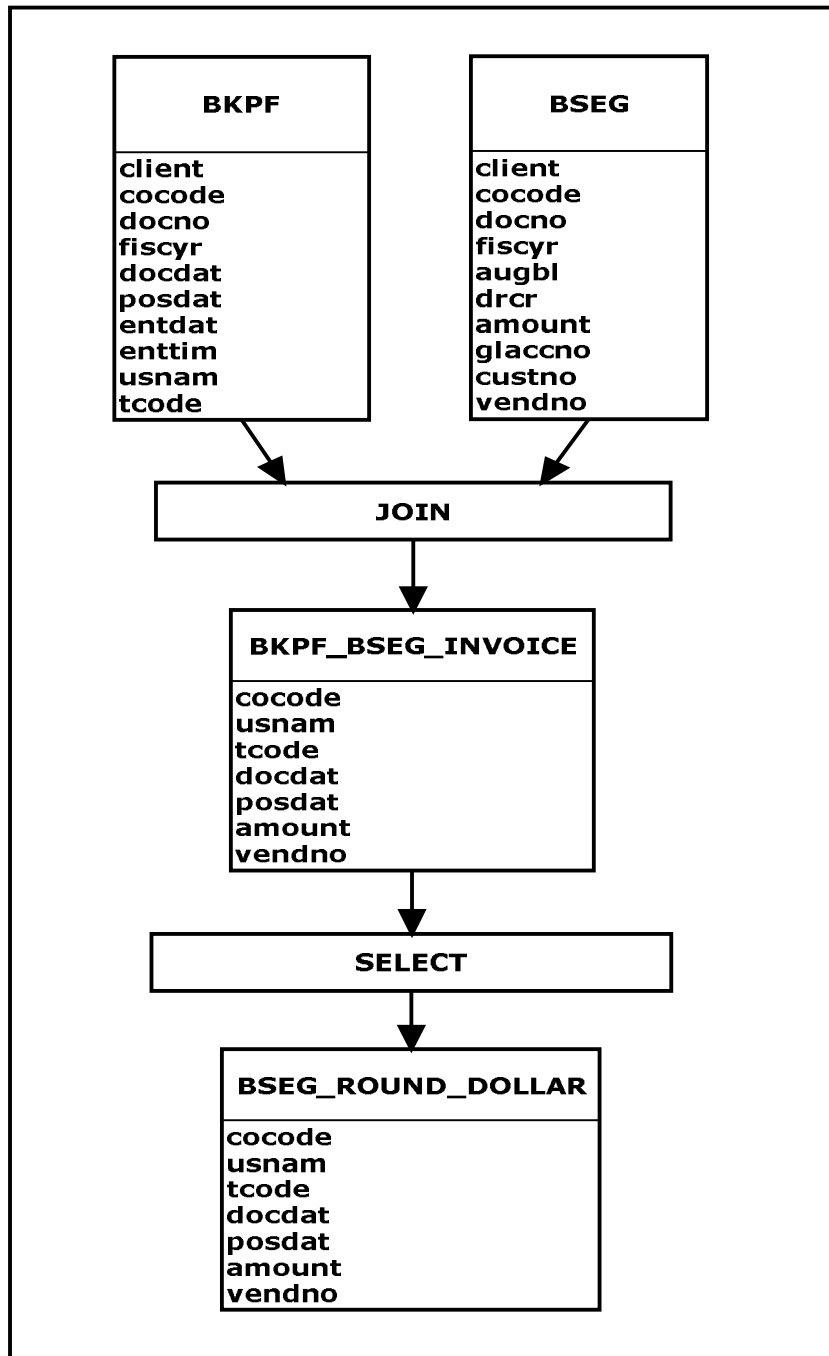 BKPF
client
cocode
docno
fiscyr
docdat
posdat
entdat
enttim
usnam
tcode
BSEG
client
cocode
docno
fiscyr
augbl
drcr
amount
glaccno
custno
vendno
JOIN
BKPF_BSEG_INVOICE
cocode
usnam
tcode
docdat
posdat
amount
vendno
SELECT
BSEG_ROUND_DOLLAR
cocode
usnam
tcode
docdat
posdat
amount
vendno